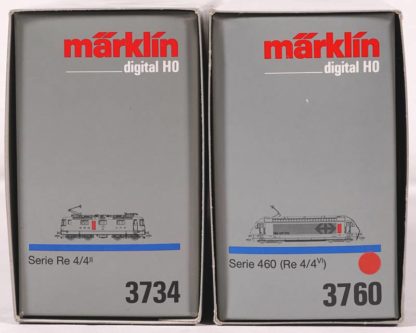 märklin
digital H0
Serie Re 4/4ᴵᴵ
3734
märklin
digital H0
Serie 460 (Re 4/4ⱽᴵ)
3760